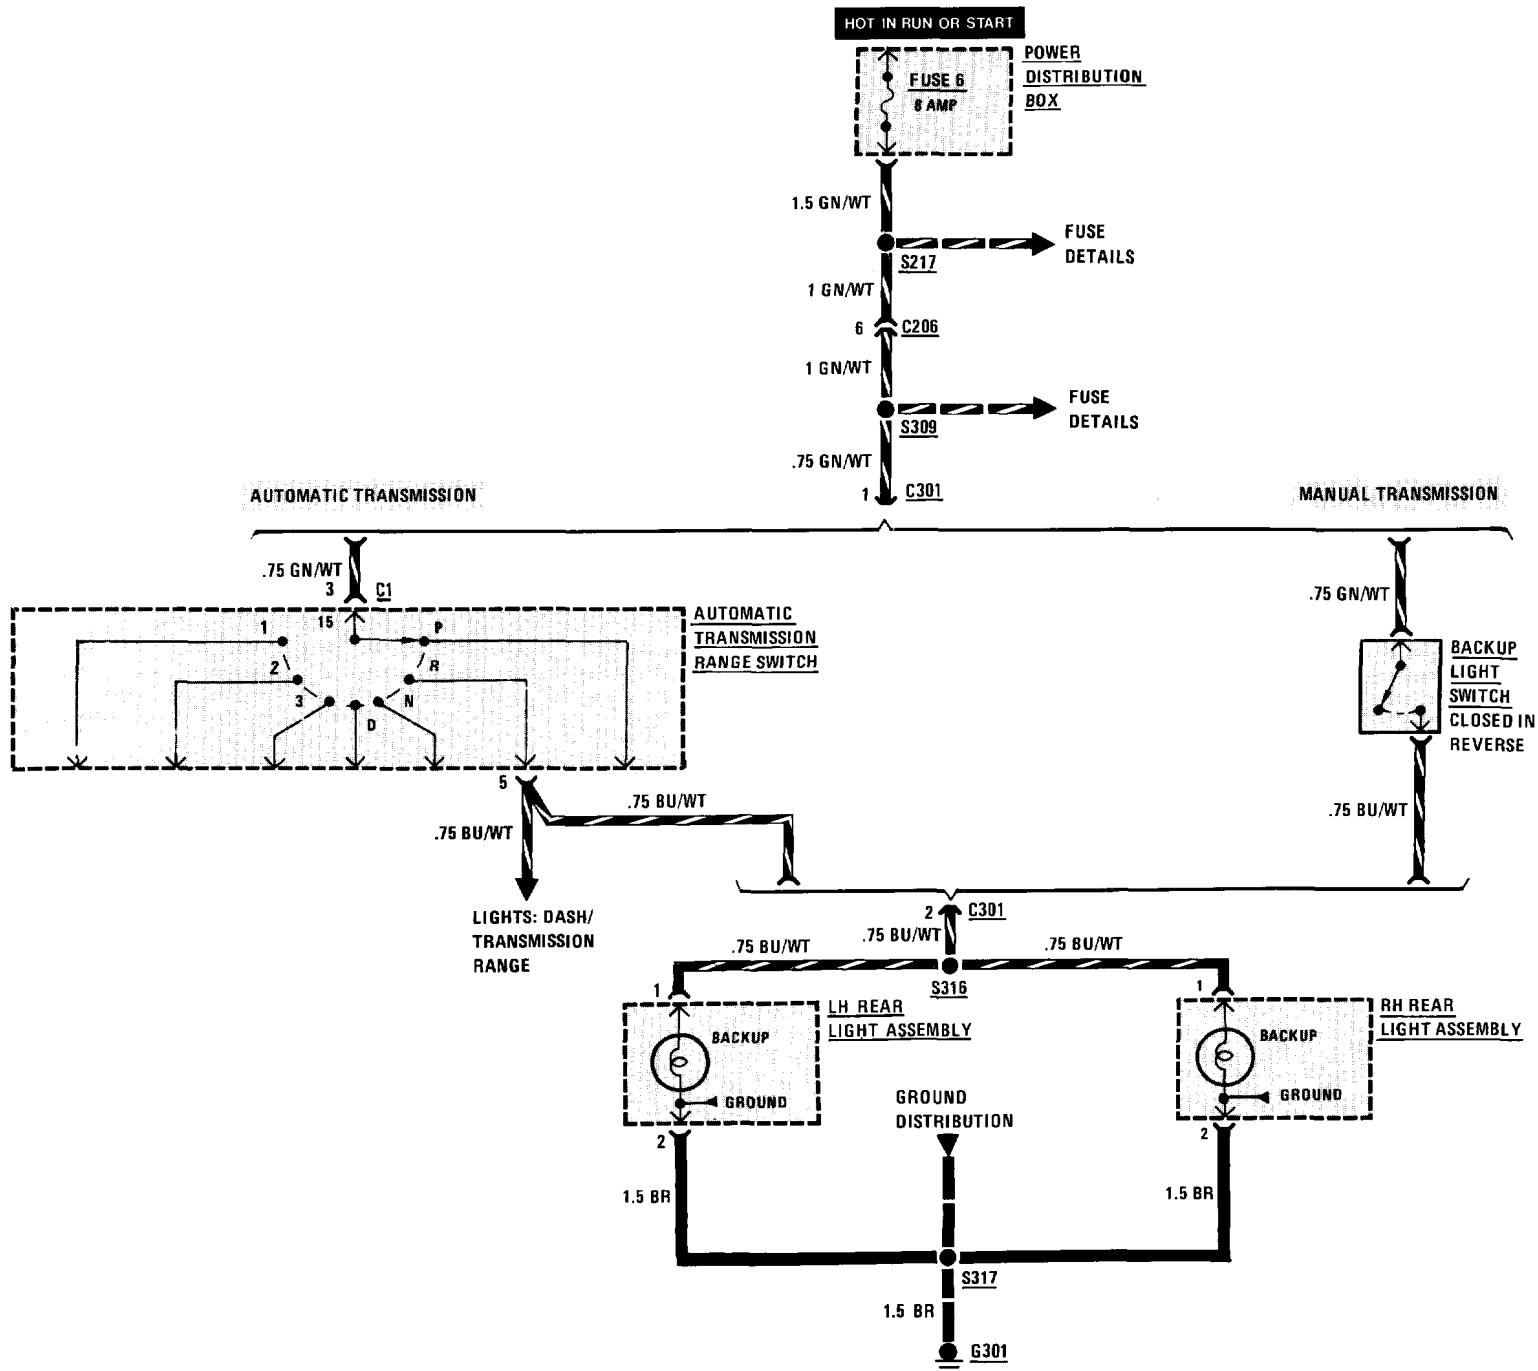 HOT IN RUN OR START
POWER
DISTRIBUTION
BOX
FUSE 6
8 AMP
1.5 GN/WT
FUSE
DETAILS
S217
1 GN/WT
6
C206
1 GN/WT
FUSE
DETAILS
S309
.75 GN/WT
1
C301
AUTOMATIC TRANSMISSION
MANUAL TRANSMISSION
.75 GN/WT
3
C1
.75 GN/WT
AUTOMATIC
TRANSMISSION
RANGE SWITCH
15
1
P
2
R
3
N
D
BACKUP
LIGHT
SWITCH
CLOSED IN
REVERSE
5
.75 BU/WT
.75 BU/WT
.75 BU/WT
LIGHTS: DASH/
TRANSMISSION
RANGE
2
C301
.75 BU/WT
.75 BU/WT
.75 BU/WT
S316
1
1
LH REAR
LIGHT ASSEMBLY
RH REAR
LIGHT ASSEMBLY
BACKUP
BACKUP
GROUND
GROUND
GROUND
DISTRIBUTION
2
2
1.5 BR
1.5 BR
S317
1.5 BR
G301